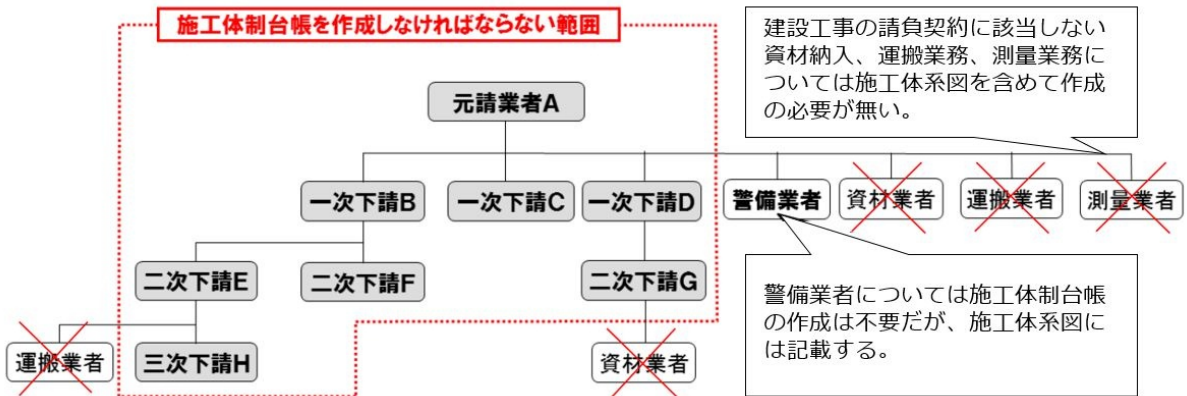 施工体制台帳を作成しなければならない範囲
建設工事の請負契約に該当しない
資材納入、運搬業務、測量業務に
ついては施工体系図を含めて作成
の必要が無い。
元請業者A
一次下請B
一次下請C
一次下請D
警備業者
資材業者
運搬業者
測量業者
二次下請E
二次下請F
二次下請G
警備業者については施工体制台帳
の作成は不要だが、施工体系図に
は記載する。
運搬業者
三次下請H
資材業者